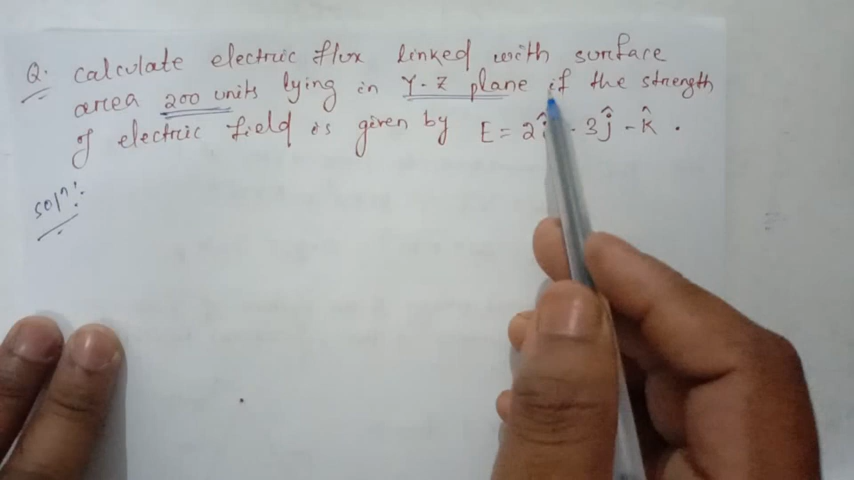 Q. calculate electric flux linked with surface
area 200 units lying in Y-Z plane if the strength
of electric field is given by E = 2î - 3ĵ - k̂ .
solⁿ: